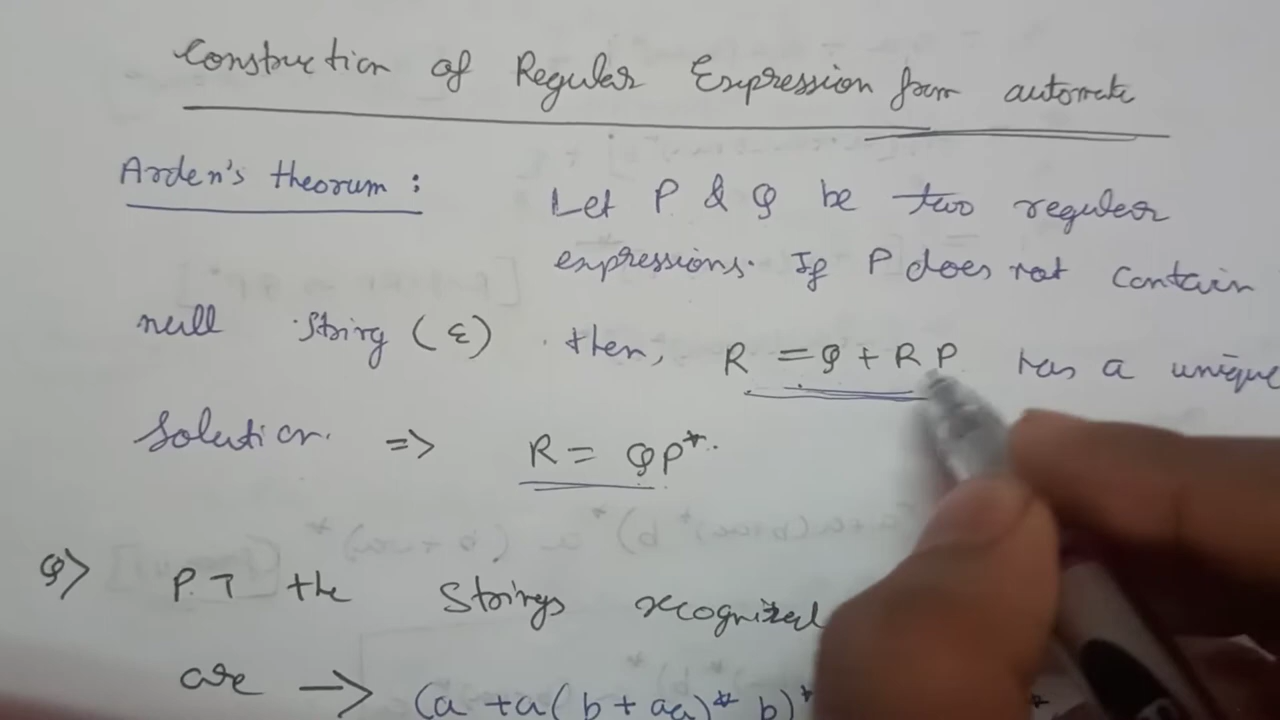 Construction of Regular Expression from automata
Arden's theorum : Let P & Q be two regular
expressions. If P does not contain
null string (ε) then, R = Q + RP has a unique
Solution. => R = QP*.
Q> P.T the strings recognized
are → (a + a(b + aa)* b)*